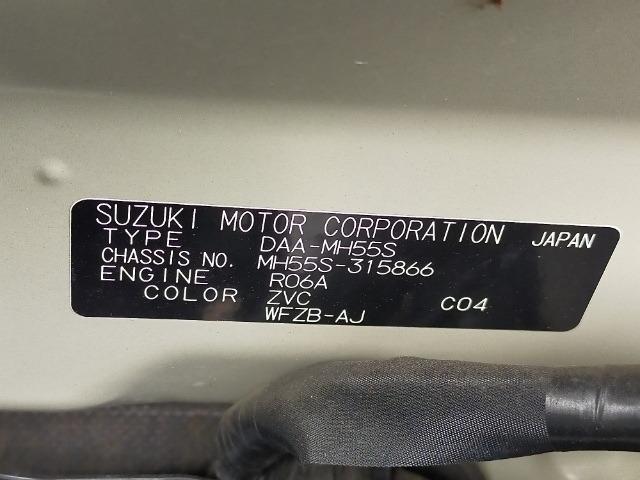 SUZUKI MOTOR CORPORATION JAPAN
TYPE DAA-MH55S
CHASSIS NO. MH55S-315866
ENGINE R06A
COLOR ZVC C04
WFZB-AJ